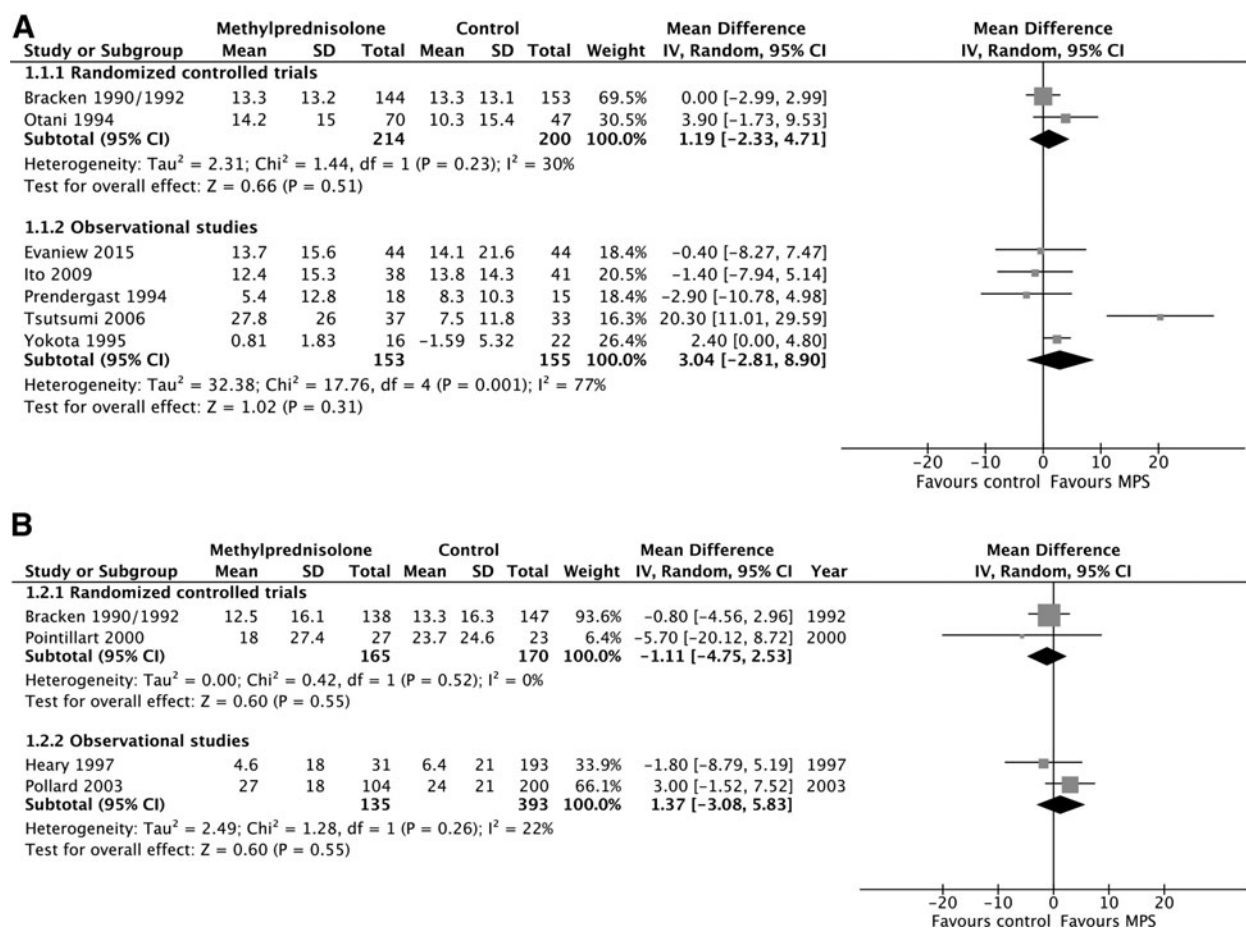 A
Methylprednisolone Control Mean Difference Mean Difference
Study or Subgroup Mean SD Total Mean SD Total Weight IV, Random, 95% CI IV, Random, 95% CI
1.1.1 Randomized controlled trials
Bracken 1990/1992 13.3 13.2 144 13.3 13.1 153 69.5% 0.00 [-2.99, 2.99]
Otani 1994 14.2 15 70 10.3 15.4 47 30.5% 3.90 [-1.73, 9.53]
Subtotal (95% CI) 214 200 100.0% 1.19 [-2.33, 4.71]
Heterogeneity: Tau² = 2.31; Chi² = 1.44, df = 1 (P = 0.23); I² = 30%
Test for overall effect: Z = 0.66 (P = 0.51)
1.1.2 Observational studies
Evaniew 2015 13.7 15.6 44 14.1 21.6 44 18.4% -0.40 [-8.27, 7.47]
Ito 2009 12.4 15.3 38 13.8 14.3 41 20.5% -1.40 [-7.94, 5.14]
Prendergast 1994 5.4 12.8 18 8.3 10.3 15 18.4% -2.90 [-10.78, 4.98]
Tsutsumi 2006 27.8 26 37 7.5 11.8 33 16.3% 20.30 [11.01, 29.59]
Yokota 1995 0.81 1.83 16 -1.59 5.32 22 26.4% 2.40 [0.00, 4.80]
Subtotal (95% CI) 153 155 100.0% 3.04 [-2.81, 8.90]
Heterogeneity: Tau² = 32.38; Chi² = 17.76, df = 4 (P = 0.001); I² = 77%
Test for overall effect: Z = 1.02 (P = 0.31)
-20 -10 0 10 20
Favours control Favours MPS
B
Methylprednisolone Control Mean Difference Mean Difference
Study or Subgroup Mean SD Total Mean SD Total Weight IV, Random, 95% CI Year IV, Random, 95% CI
1.2.1 Randomized controlled trials
Bracken 1990/1992 12.5 16.1 138 13.3 16.3 147 93.6% -0.80 [-4.56, 2.96] 1992
Pointillart 2000 18 27.4 27 23.7 24.6 23 6.4% -5.70 [-20.12, 8.72] 2000
Subtotal (95% CI) 165 170 100.0% -1.11 [-4.75, 2.53]
Heterogeneity: Tau² = 0.00; Chi² = 0.42, df = 1 (P = 0.52); I² = 0%
Test for overall effect: Z = 0.60 (P = 0.55)
1.2.2 Observational studies
Heary 1997 4.6 18 31 6.4 21 193 33.9% -1.80 [-8.79, 5.19] 1997
Pollard 2003 27 18 104 24 21 200 66.1% 3.00 [-1.52, 7.52] 2003
Subtotal (95% CI) 135 393 100.0% 1.37 [-3.08, 5.83]
Heterogeneity: Tau² = 2.49; Chi² = 1.28, df = 1 (P = 0.26); I² = 22%
Test for overall effect: Z = 0.60 (P = 0.55)
-20 -10 0 10 20
Favours control Favours MPS